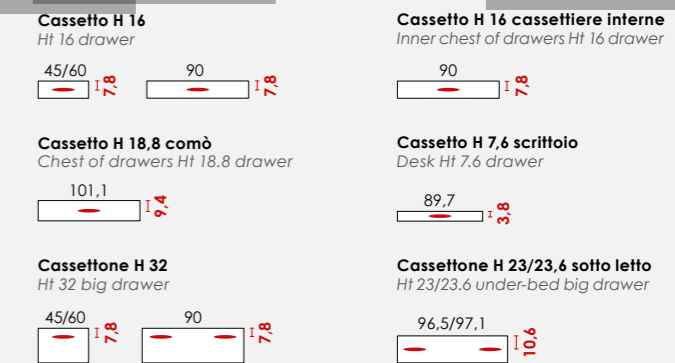 Cassetto H 16
Ht 16 drawer
45/60
7,8
90
7,8
Cassetto H 16 cassettiere interne
Inner chest of drawers Ht 16 drawer
90
7,8
Cassetto H 18,8 comò
Chest of drawers Ht 18.8 drawer
101,1
9,4
Cassetto H 7,6 scrittoio
Desk Ht 7.6 drawer
89,7
3,8
Cassettone H 32
Ht 32 big drawer
45/60
7,8
90
7,8
Cassettone H 23/23,6 sotto letto
Ht 23/23.6 under-bed big drawer
96,5/97,1
10,6